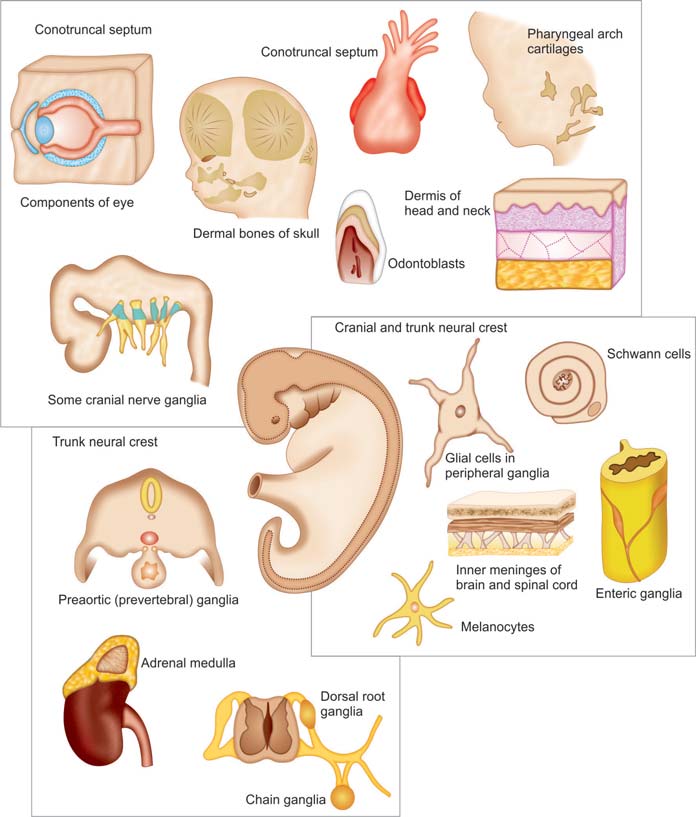 Conotruncal septum
Conotruncal septum
Pharyngeal arch
cartilages
Components of eye
Dermal bones of skull
Dermis of
head and neck
Odontoblasts
Some cranial nerve ganglia
Cranial and trunk neural crest
Schwann cells
Glial cells in
peripheral ganglia
Inner meninges of
brain and spinal cord
Enteric ganglia
Melanocytes
Trunk neural crest
Preaortic (prevertebral) ganglia
Adrenal medulla
Dorsal root
ganglia
Chain ganglia